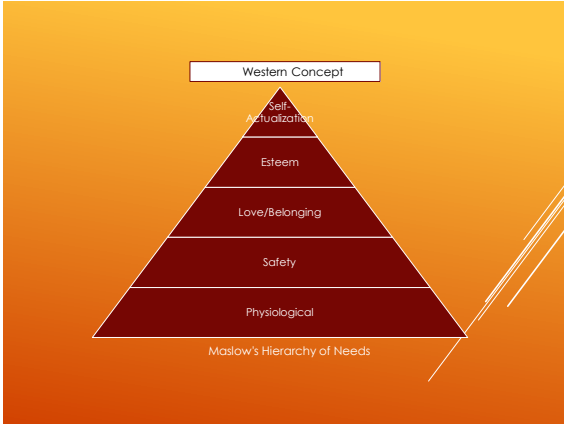 Western Concept
Self-
Actualization
Esteem
Love/Belonging
Safety
Physiological
Maslow's Hierarchy of Needs